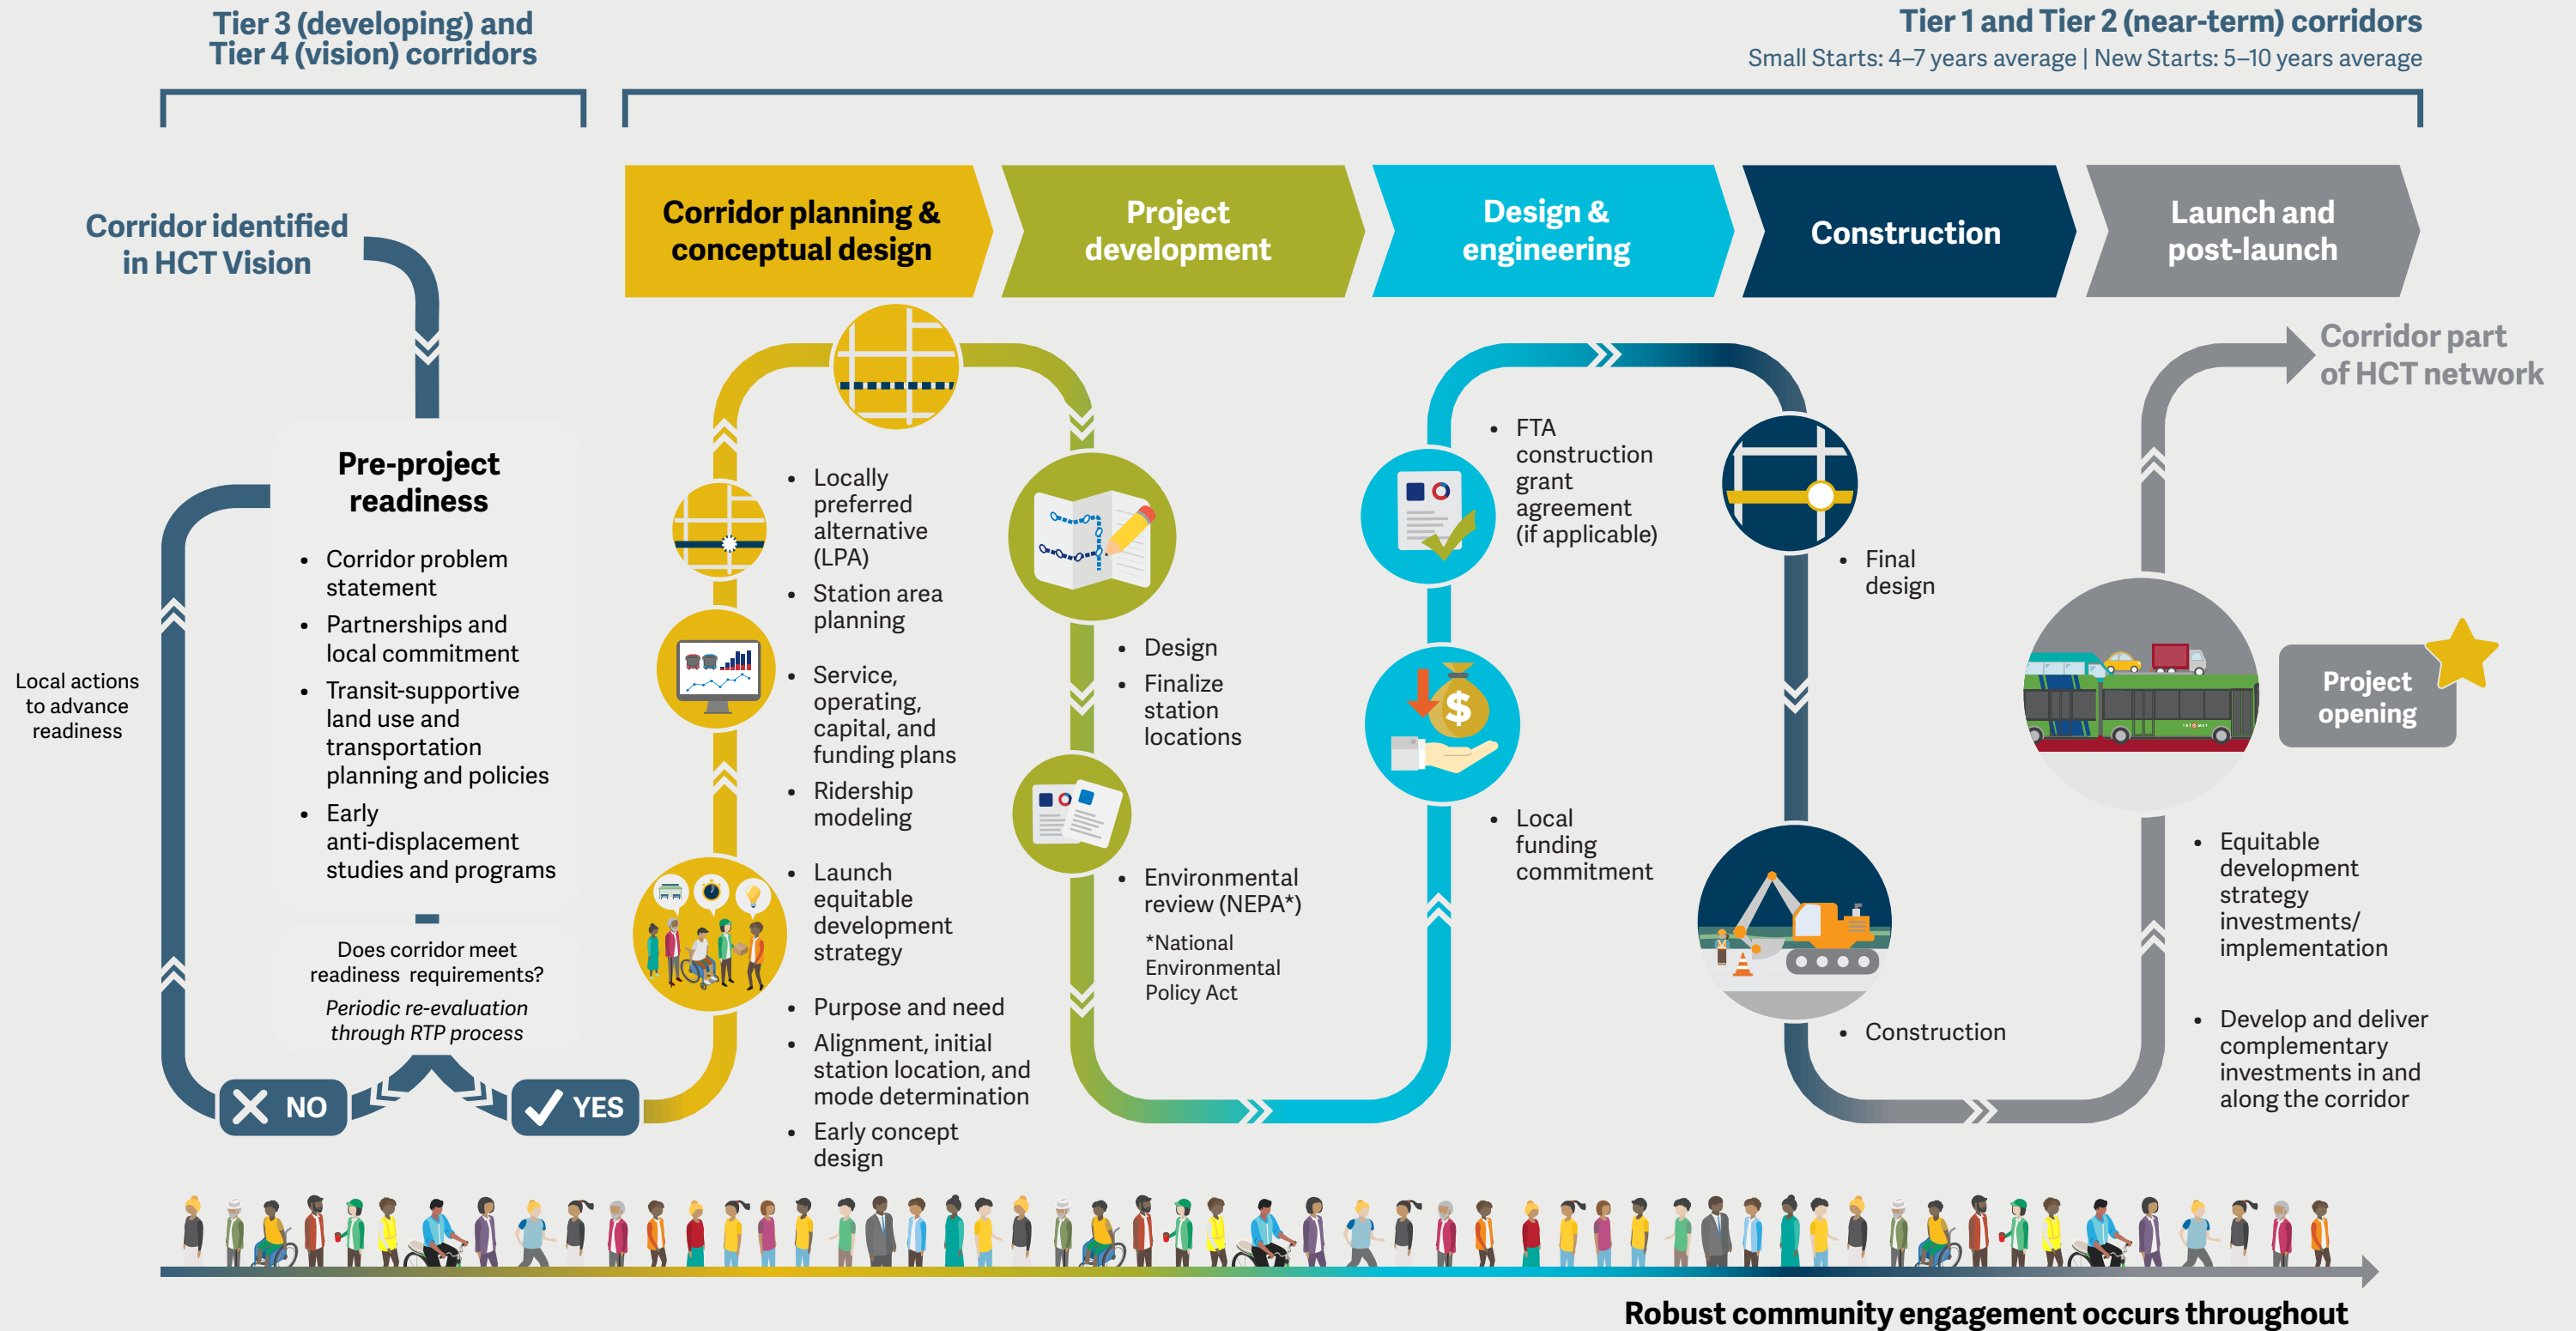 Tier 3 (developing) and
Tier 4 (vision) corridors
Tier 1 and Tier 2 (near-term) corridors
Small Starts: 4–7 years average | New Starts: 5–10 years average
Corridor identified
in HCT Vision
Pre-project
readiness
• Corridor problem
statement
• Partnerships and
local commitment
• Transit-supportive
land use and
transportation
planning and policies
• Early
anti-displacement
studies and programs
Local actions
to advance
readiness
Does corridor meet
readiness requirements?
Periodic re-evaluation
through RTP process
NO
YES
Corridor planning &
conceptual design
• Locally
preferred
alternative
(LPA)
• Station area
planning
• Service,
operating,
capital, and
funding plans
• Ridership
modeling
• Launch
equitable
development
strategy
• Purpose and need
• Alignment, initial
station location, and
mode determination
• Early concept
design
Project
development
• Design
• Finalize
station
locations
• Environmental
review (NEPA*)
*National
Environmental
Policy Act
Design &
engineering
• FTA
construction
grant
agreement
(if applicable)
$
• Local
funding
commitment
Construction
• Final
design
• Construction
Launch and
post-launch
Corridor part
of HCT network
TRIMET
Project
opening
• Equitable
development
strategy
investments/
implementation
• Develop and deliver
complementary
investments in and
along the corridor
Robust community engagement occurs throughout